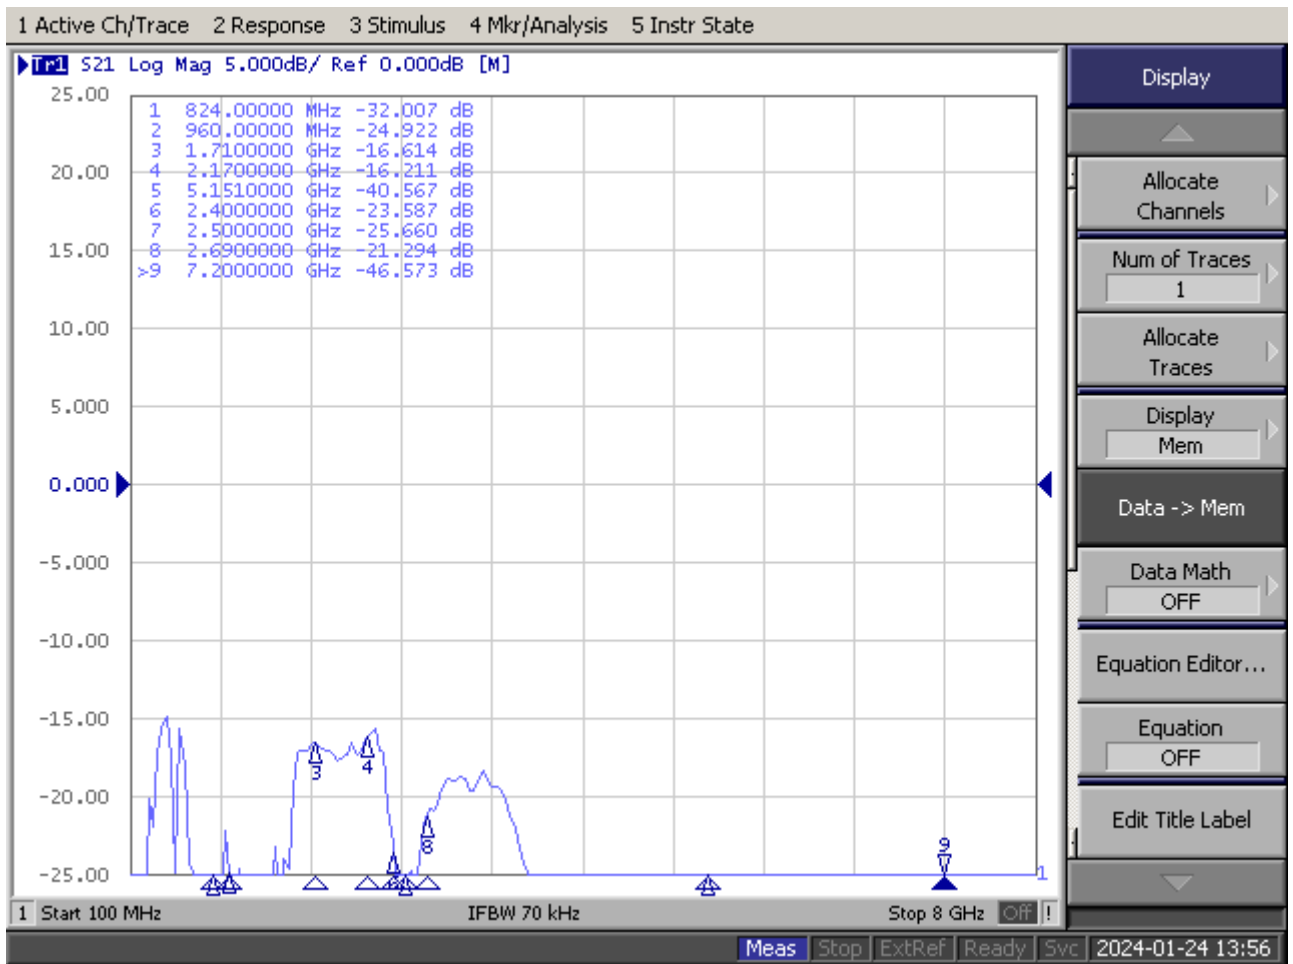 1 Active Ch/Trace 2 Response 3 Stimulus 4 Mkr/Analysis 5 Instr State
Tr1 S21 Log Mag 5.000dB/ Ref 0.000dB [M]
25.00
20.00
15.00
10.00
5.000
0.000
-5.000
-10.00
-15.00
-20.00
-25.00
1 824.00000 MHz -32.007 dB
2 960.00000 MHz -24.922 dB
3 1.7100000 GHz -16.614 dB
4 2.1700000 GHz -16.211 dB
5 5.1510000 GHz -40.567 dB
6 2.4000000 GHz -23.587 dB
7 2.5000000 GHz -25.660 dB
8 2.6900000 GHz -21.294 dB
>9 7.2000000 GHz -46.573 dB
3
4
8
9
1
1 Start 100 MHz IFBW 70 kHz Stop 8 GHz Off !
Display
Allocate
Channels
Num of Traces
1
Allocate
Traces
Display
Mem
Data -> Mem
Data Math
OFF
Equation Editor...
Equation
OFF
Edit Title Label
Meas Stop ExtRef Ready Svc 2024-01-24 13:56